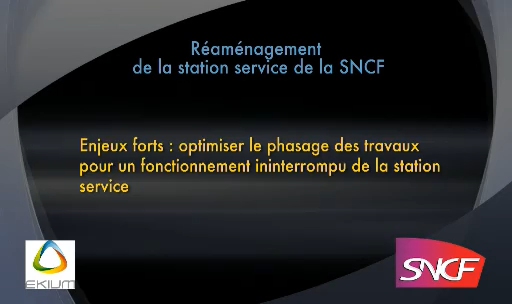 Réaménagement
de la station service de la SNCF
Enjeux forts : optimiser le phasage des travaux
pour un fonctionnement ininterrompu de la station
service
EKIUM
SNCF